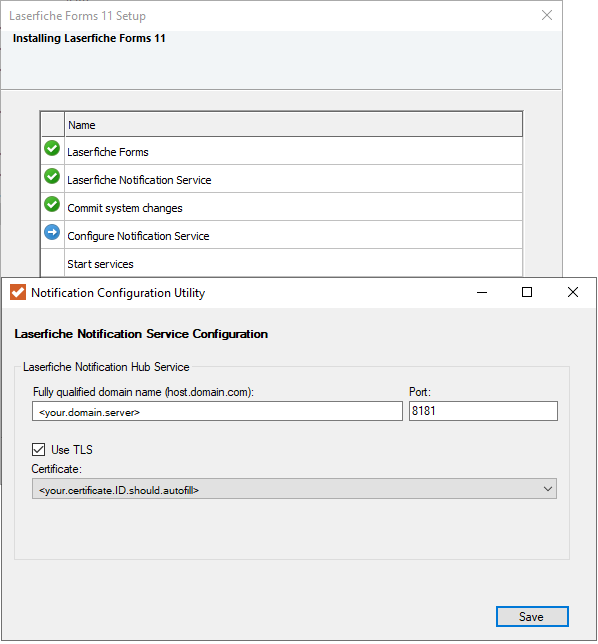 Laserfiche Forms 11 Setup
Installing Laserfiche Forms 11
Name
Laserfiche Forms
Laserfiche Notification Service
Commit system changes
Configure Notification Service
Start services
Notification Configuration Utility
Laserfiche Notification Service Configuration
Laserfiche Notification Hub Service
Fully qualified domain name (host.domain.com): Port:
<your.domain.server> 8181
Use TLS
Certificate:
<your.certificate.ID.should.autofill>
Save